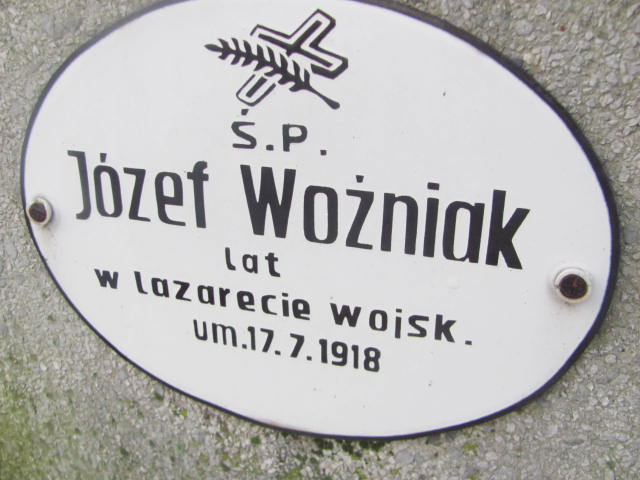 Ś.P.
Józef Woźniak
lat
w lazarecie wojsk.
um.17.7.1918